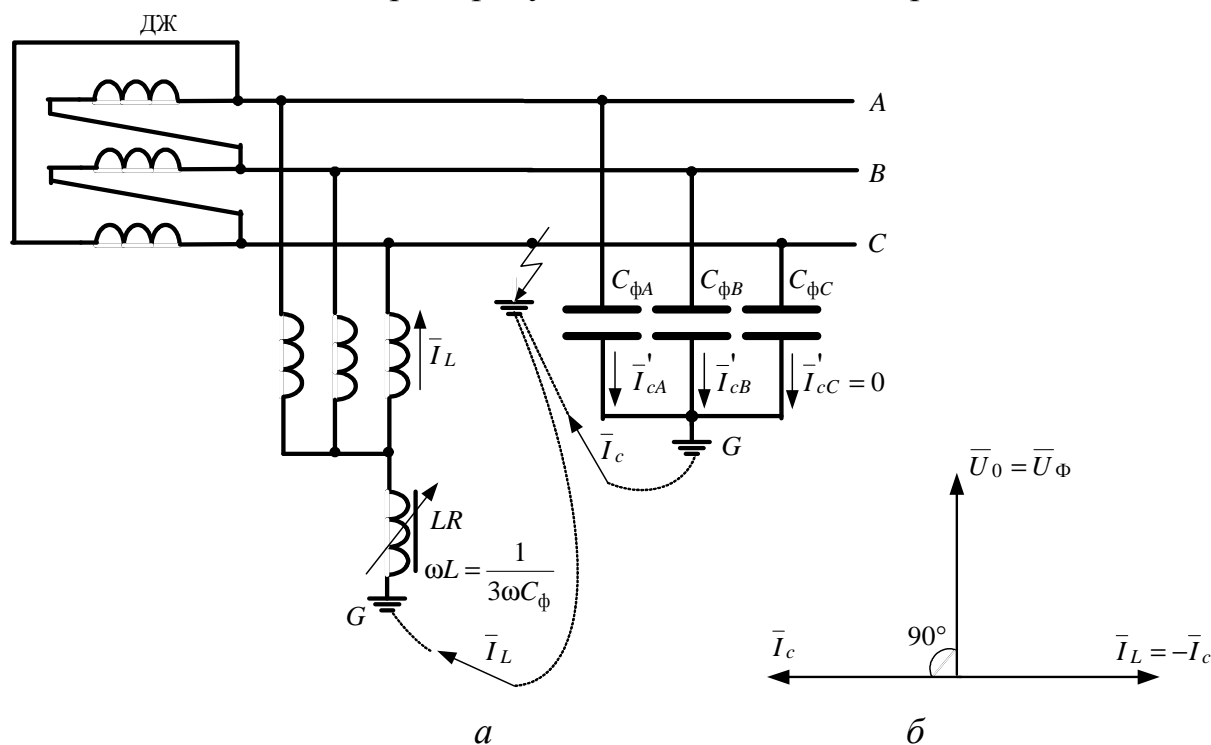 ДЖ
A
B
C
C_фA
C_фB
C_фC
Ī_L
Ī'_cA
Ī'_cB
Ī'_cC = 0
Ī_c
G
LR
ωL = 1/(3ωC_ф)
G
Ī_L
Ū_0 = Ū_Ф
90°
Ī_c
Ī_L = −Ī_c
а
б